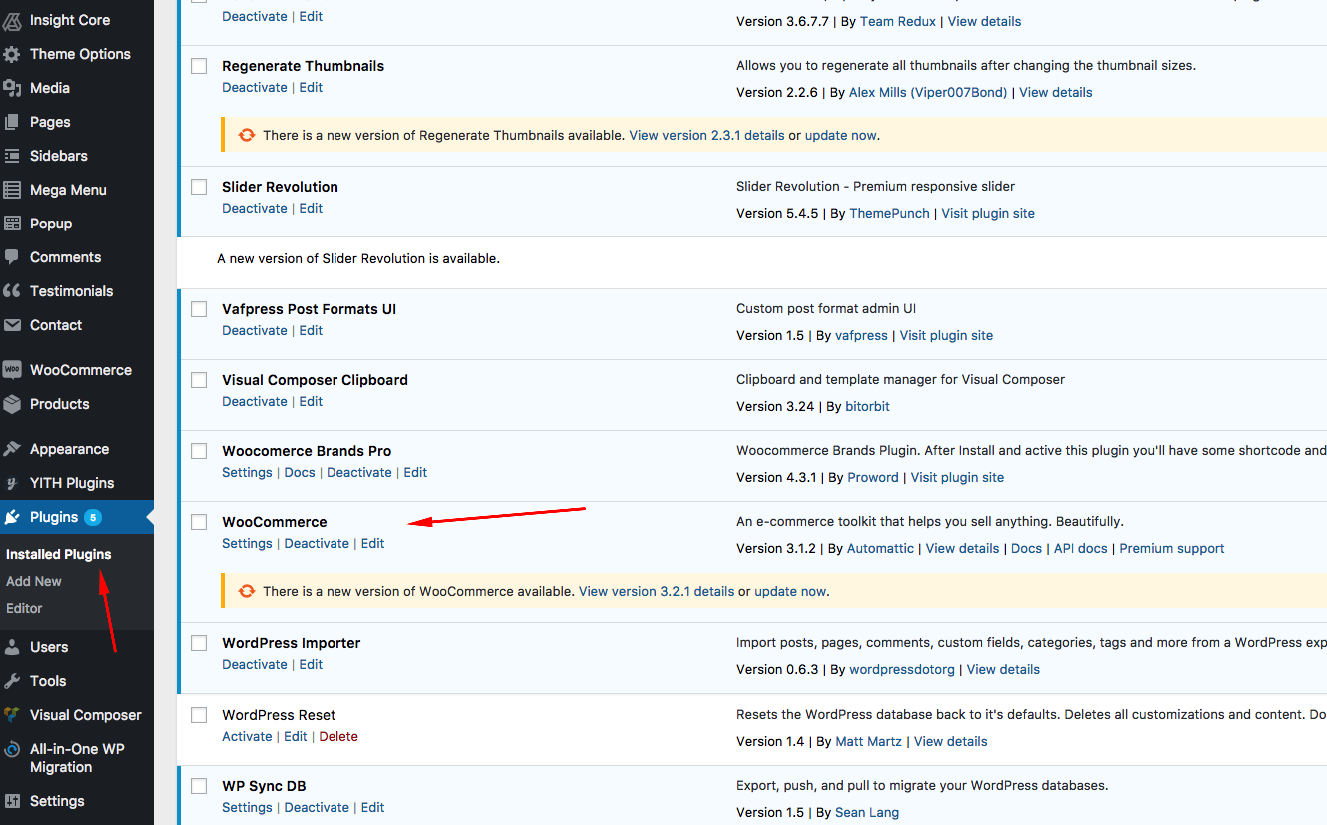 Insight Core
Theme Options
Media
Pages
Sidebars
Mega Menu
Popup
Comments
Testimonials
Contact
WooCommerce
Products
Appearance
YITH Plugins
Plugins 5
Installed Plugins
Add New
Editor
Users
Tools
Visual Composer
All-in-One WP
Migration
Settings
Deactivate | Edit
Version 3.6.7.7 | By Team Redux | View details
Regenerate Thumbnails
Allows you to regenerate all thumbnails after changing the thumbnail sizes.
Deactivate | Edit
Version 2.2.6 | By Alex Mills (Viper007Bond) | View details
There is a new version of Regenerate Thumbnails available. View version 2.3.1 details or update now.
Slider Revolution
Slider Revolution - Premium responsive slider
Deactivate | Edit
Version 5.4.5 | By ThemePunch | Visit plugin site
A new version of Slider Revolution is available.
Vafpress Post Formats UI
Custom post format admin UI
Deactivate | Edit
Version 1.5 | By vafpress | Visit plugin site
Visual Composer Clipboard
Clipboard and template manager for Visual Composer
Deactivate | Edit
Version 3.24 | By bitorbit
Woocomerce Brands Pro
Woocommerce Brands Plugin. After Install and active this plugin you'll have some shortcode and
Settings | Docs | Deactivate | Edit
Version 4.3.1 | By Proword | Visit plugin site
WooCommerce
An e-commerce toolkit that helps you sell anything. Beautifully.
Settings | Deactivate | Edit
Version 3.1.2 | By Automattic | View details | Docs | API docs | Premium support
There is a new version of WooCommerce available. View version 3.2.1 details or update now.
WordPress Importer
Import posts, pages, comments, custom fields, categories, tags and more from a WordPress exp
Deactivate | Edit
Version 0.6.3 | By wordpressdotorg | View details
WordPress Reset
Resets the WordPress database back to it's defaults. Deletes all customizations and content. Do
Activate | Edit | Delete
Version 1.4 | By Matt Martz | View details
WP Sync DB
Export, push, and pull to migrate your WordPress databases.
Settings | Deactivate | Edit
Version 1.5 | By Sean Lang